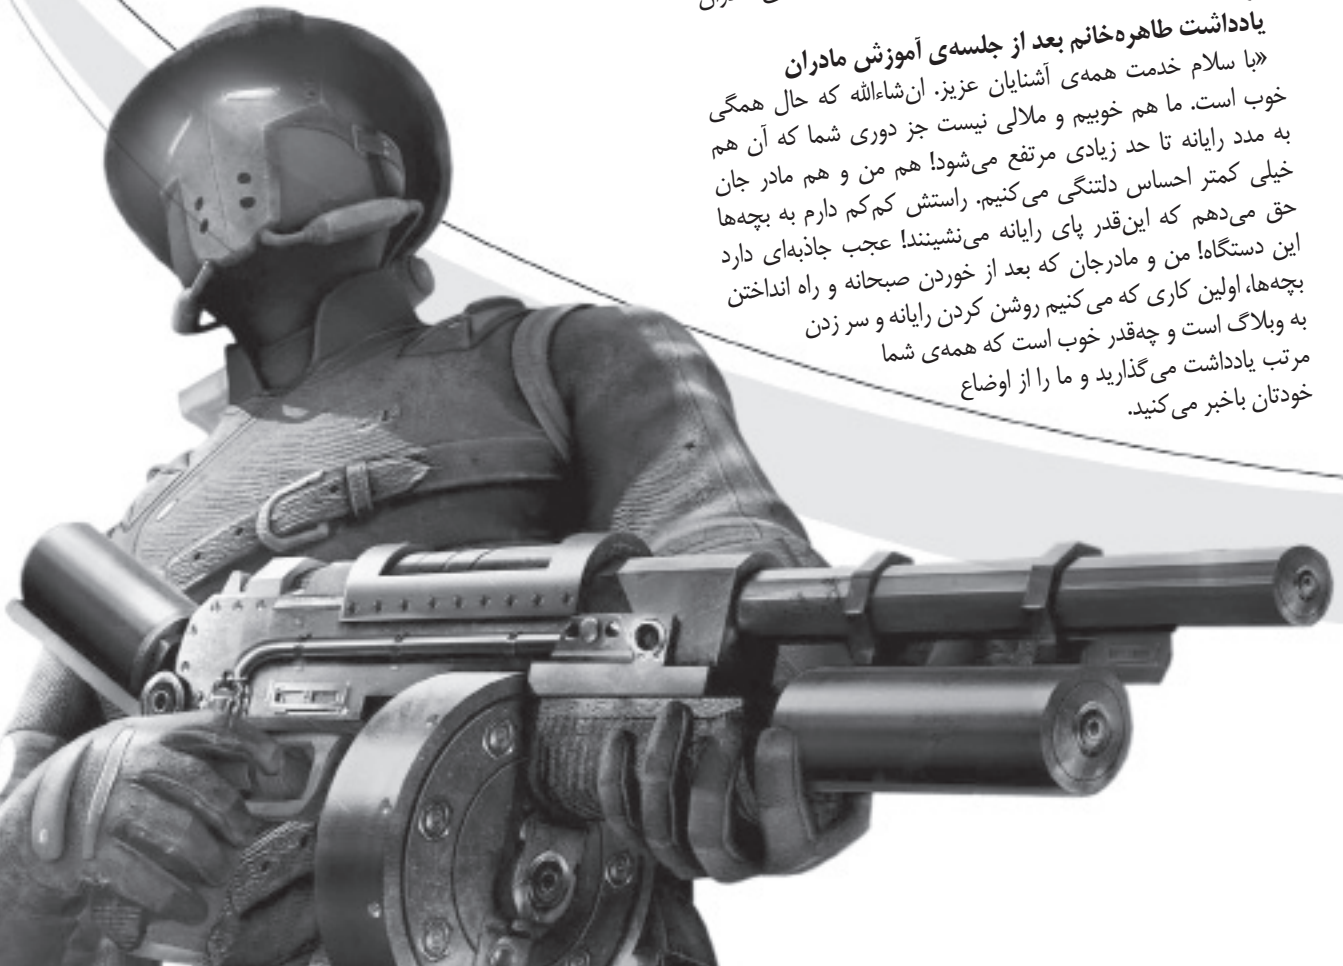 یادداشت طاهره‌خانم بعد از جلسه‌ی آموزش مادران
«با سلام خدمت همه‌ی آشنایان عزیز. ان‌شاءالله که حال همگی
خوب است. ما هم خوبیم و ملالی نیست جز دوری شما که آن هم
به مدد رایانه تا حد زیادی مرتفع می‌شود! هم من و هم مادر جان
خیلی کمتر احساس دلتنگی می‌کنیم. راستش کم‌کم دارم به بچه‌ها
حق می‌دهم که این‌قدر پای رایانه می‌نشینند! عجب جاذبه‌ای دارد
این دستگاه! من و مادرجان که بعد از خوردن صبحانه و راه انداختن
بچه‌ها، اولین کاری که می‌کنیم روشن کردن رایانه و سر زدن
به وبلاگ است و چه‌قدر خوب است که همه‌ی شما
مرتب یادداشت می‌گذارید و ما را از اوضاع
خودتان باخبر می‌کنید.